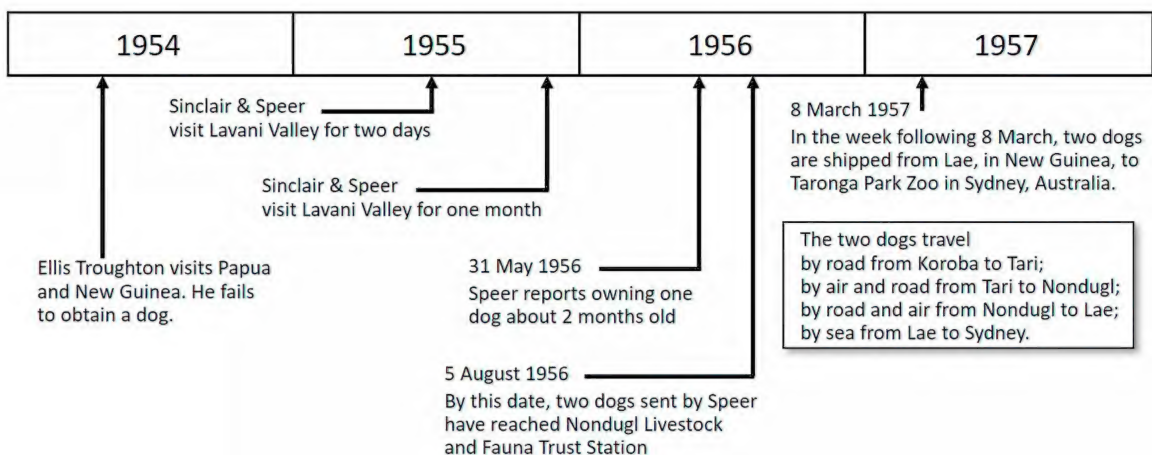 1954
1955
1956
1957
Sinclair & Speer
visit Lavani Valley for two days
Sinclair & Speer
visit Lavani Valley for one month
Ellis Troughton visits Papua
and New Guinea. He fails
to obtain a dog.
31 May 1956
Speer reports owning one
dog about 2 months old
5 August 1956
By this date, two dogs sent by Speer
have reached Nondugl Livestock
and Fauna Trust Station
8 March 1957
In the week following 8 March, two dogs
are shipped from Lae, in New Guinea, to
Taronga Park Zoo in Sydney, Australia.
The two dogs travel
by road from Koroba to Tari;
by air and road from Tari to Nondugl;
by road and air from Nondugl to Lae;
by sea from Lae to Sydney.